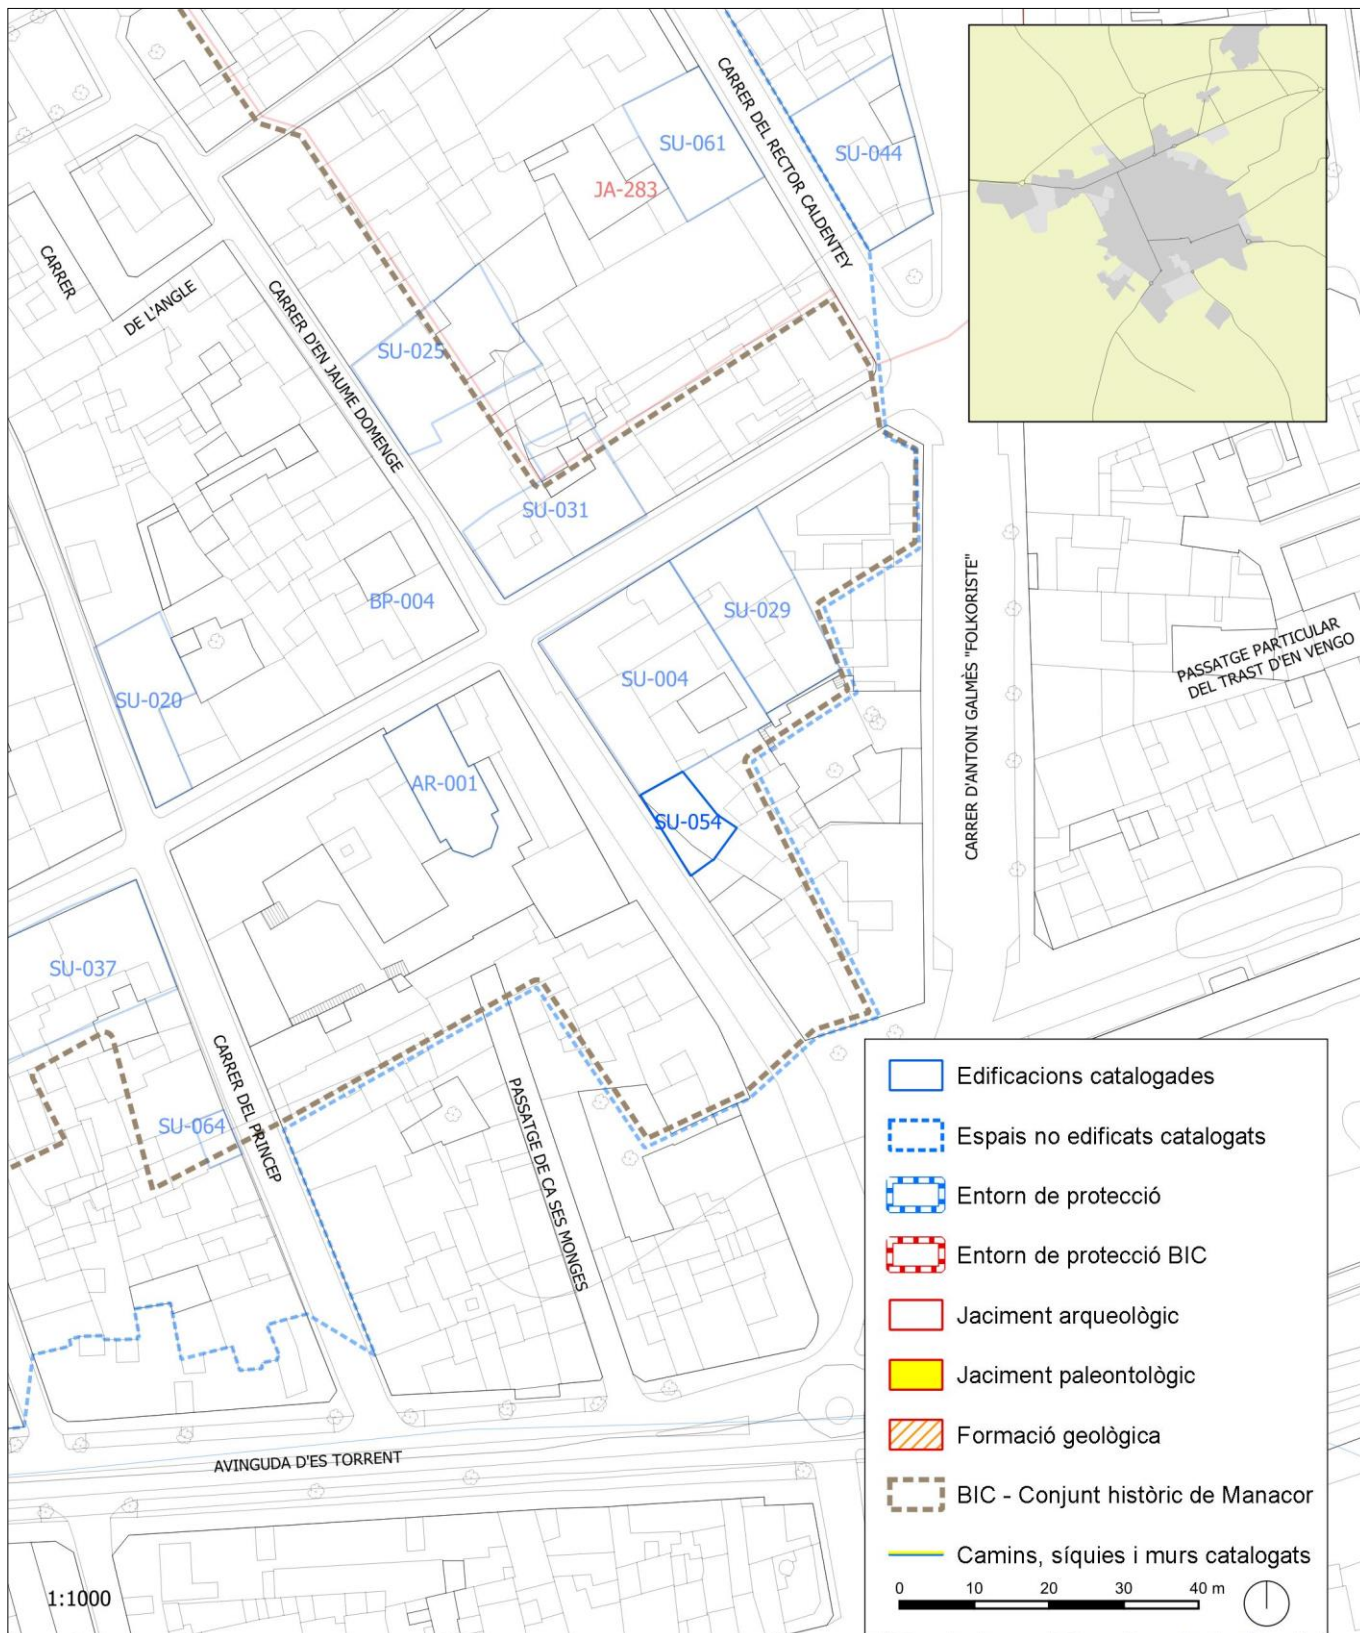 CARRER DEL RECTOR CALDENTEY
SU-061
SU-044
JA-283
CARRER
DE L'ANGLE
CARRER D'EN JAUME DOMENGE
SU-025
SU-031
BP-004
SU-029
SU-004
SU-020
CARRER D'ANTONI GALMÈS "FOLKORISTE"
PASSATGE PARTICULAR
DEL TRAST D'EN VENGO
AR-001
SU-054
SU-037
CARRER DEL PRINCEP
SU-064
PASSATGE DE CA SES MONGES
AVINGUDA D'ES TORRENT
1:1000
Edificacions catalogades
Espais no edificats catalogats
Entorn de protecció
Entorn de protecció BIC
Jaciment arqueològic
Jaciment paleontològic
Formació geològica
BIC - Conjunt històric de Manacor
Camins, síquies i murs catalogats
0 10 20 30 40 m